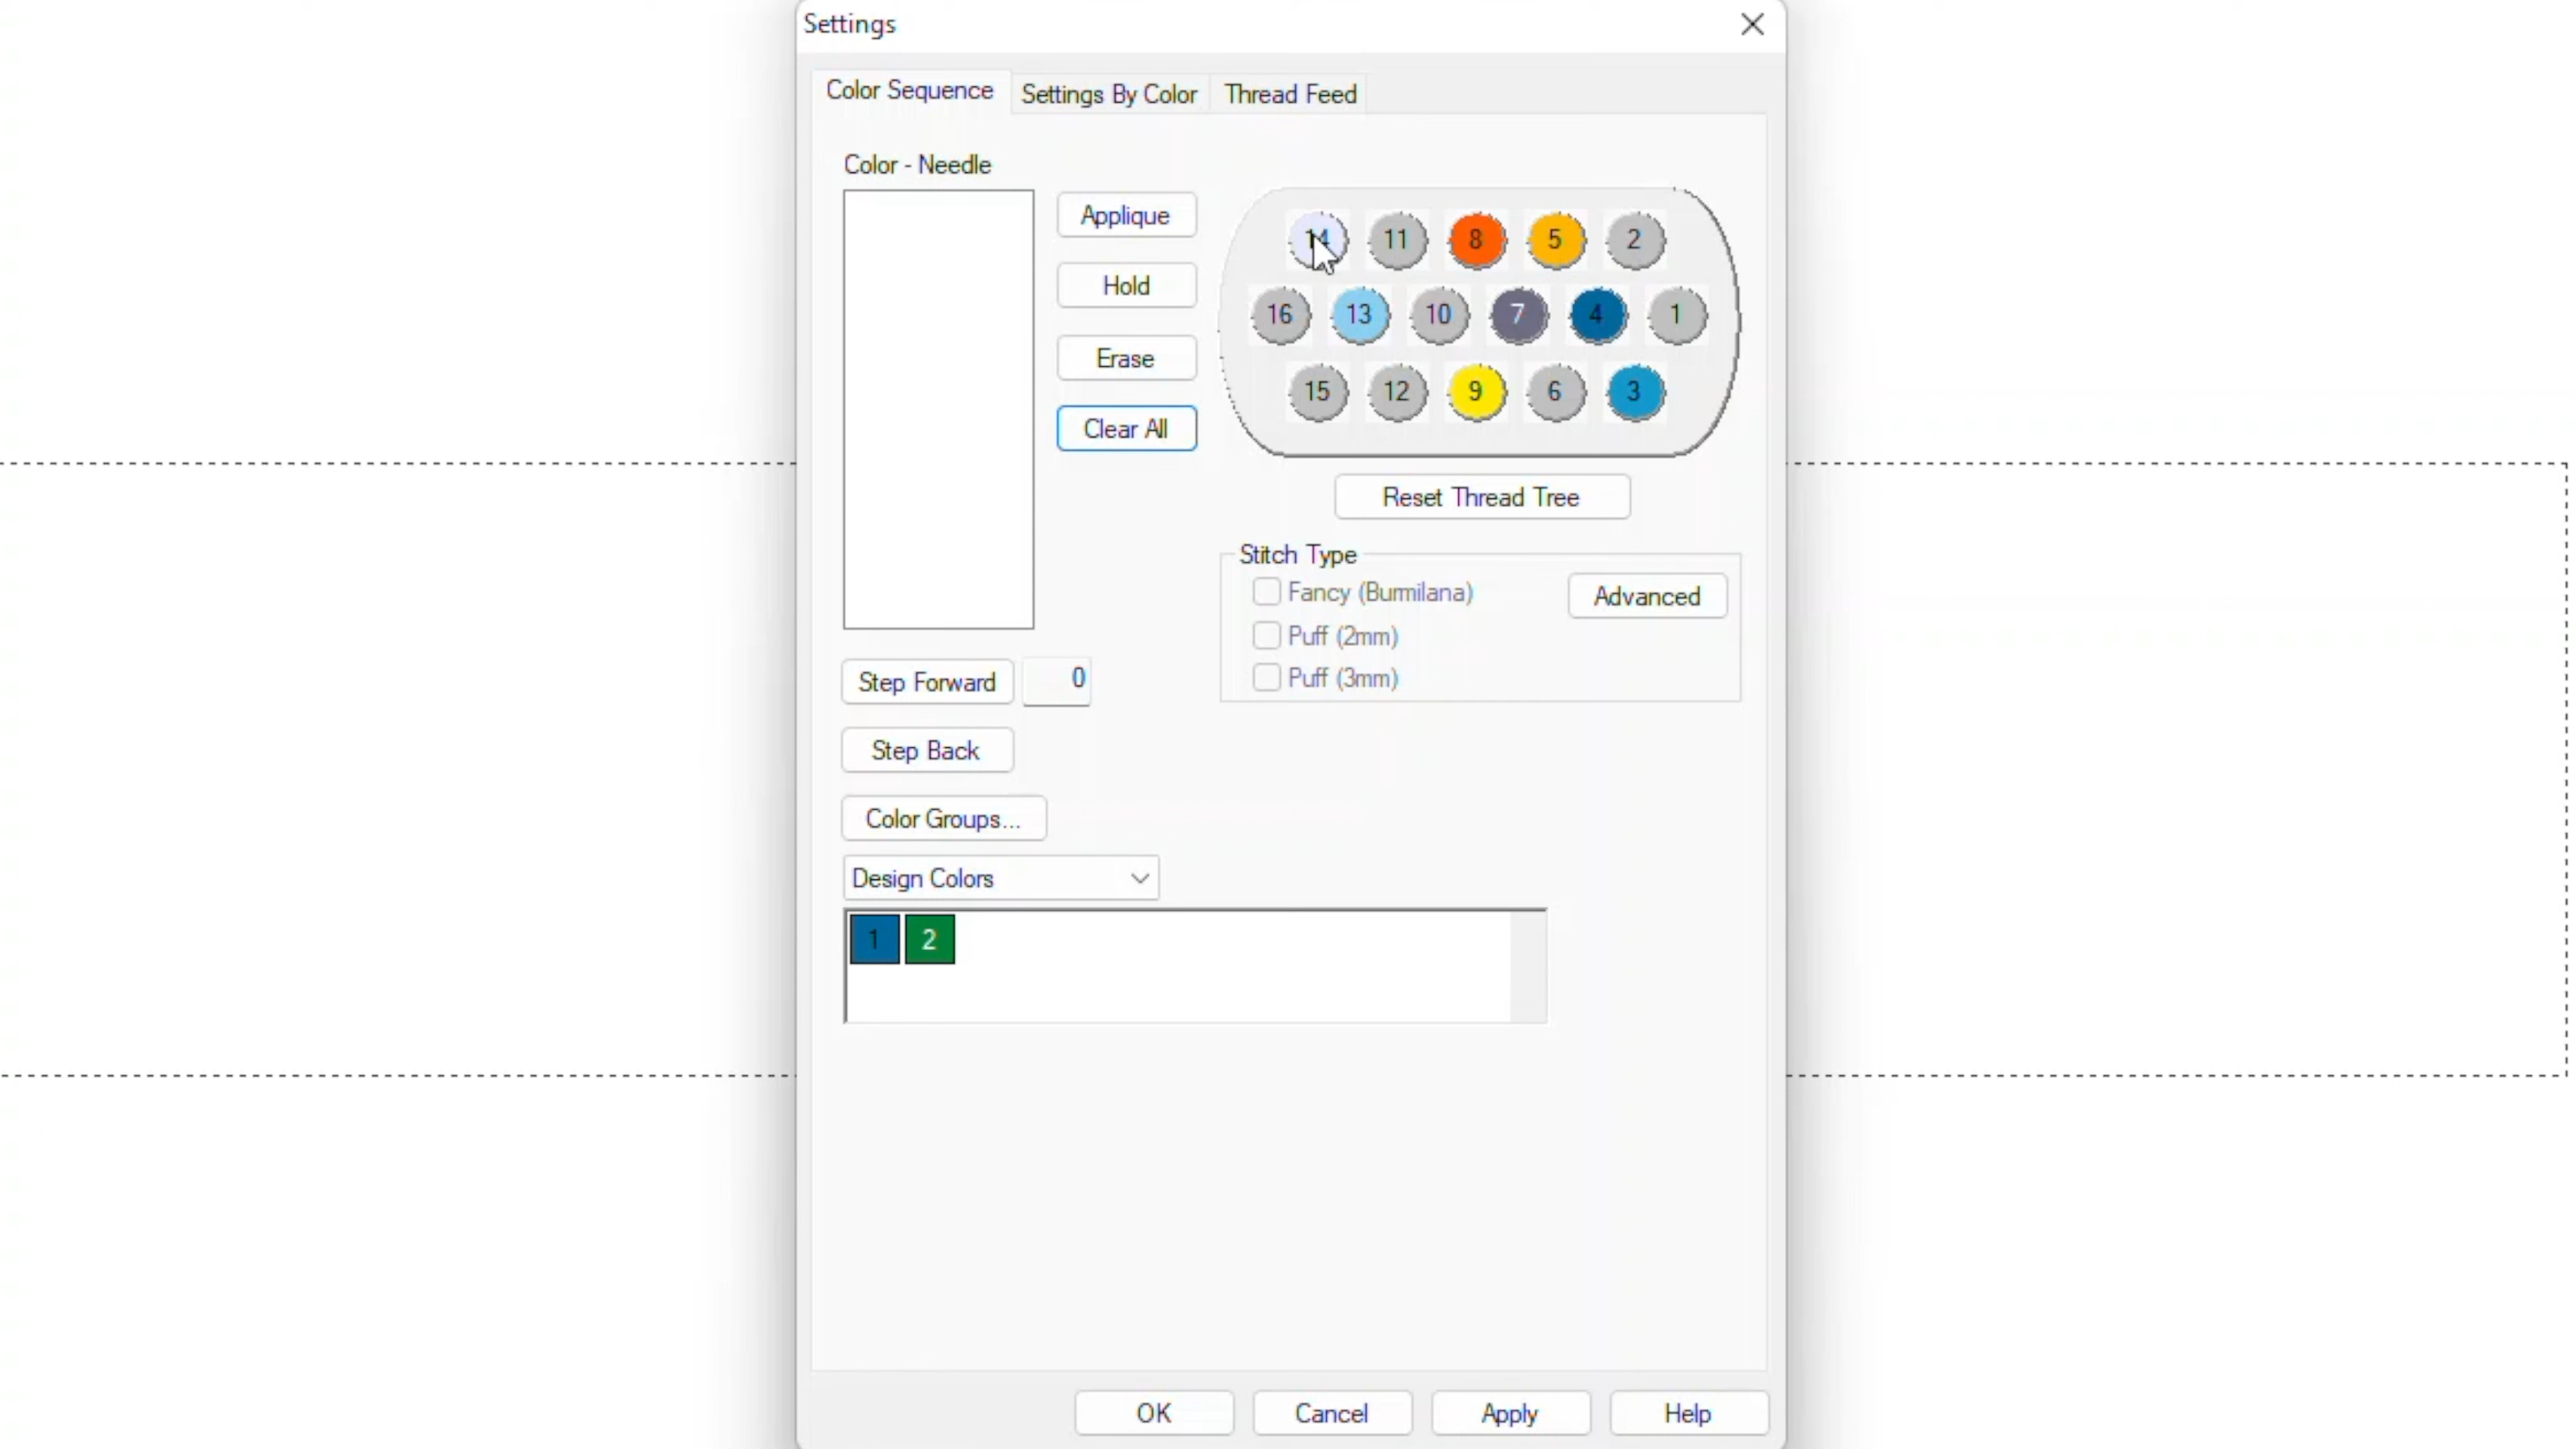 Settings
Color Sequence Settings By Color Thread Feed
Color - Needle
Applique
Hold
Erase
Clear All
14 11 8 5 2
16 13 10 7 4 1
15 12 9 6 3
Reset Thread Tree
Stitch Type
Fancy (Burmilana)
Advanced
Puff (2mm)
Puff (3mm)
Step Forward 0
Step Back
Color Groups...
Design Colors
1 2
OK Cancel Apply Help